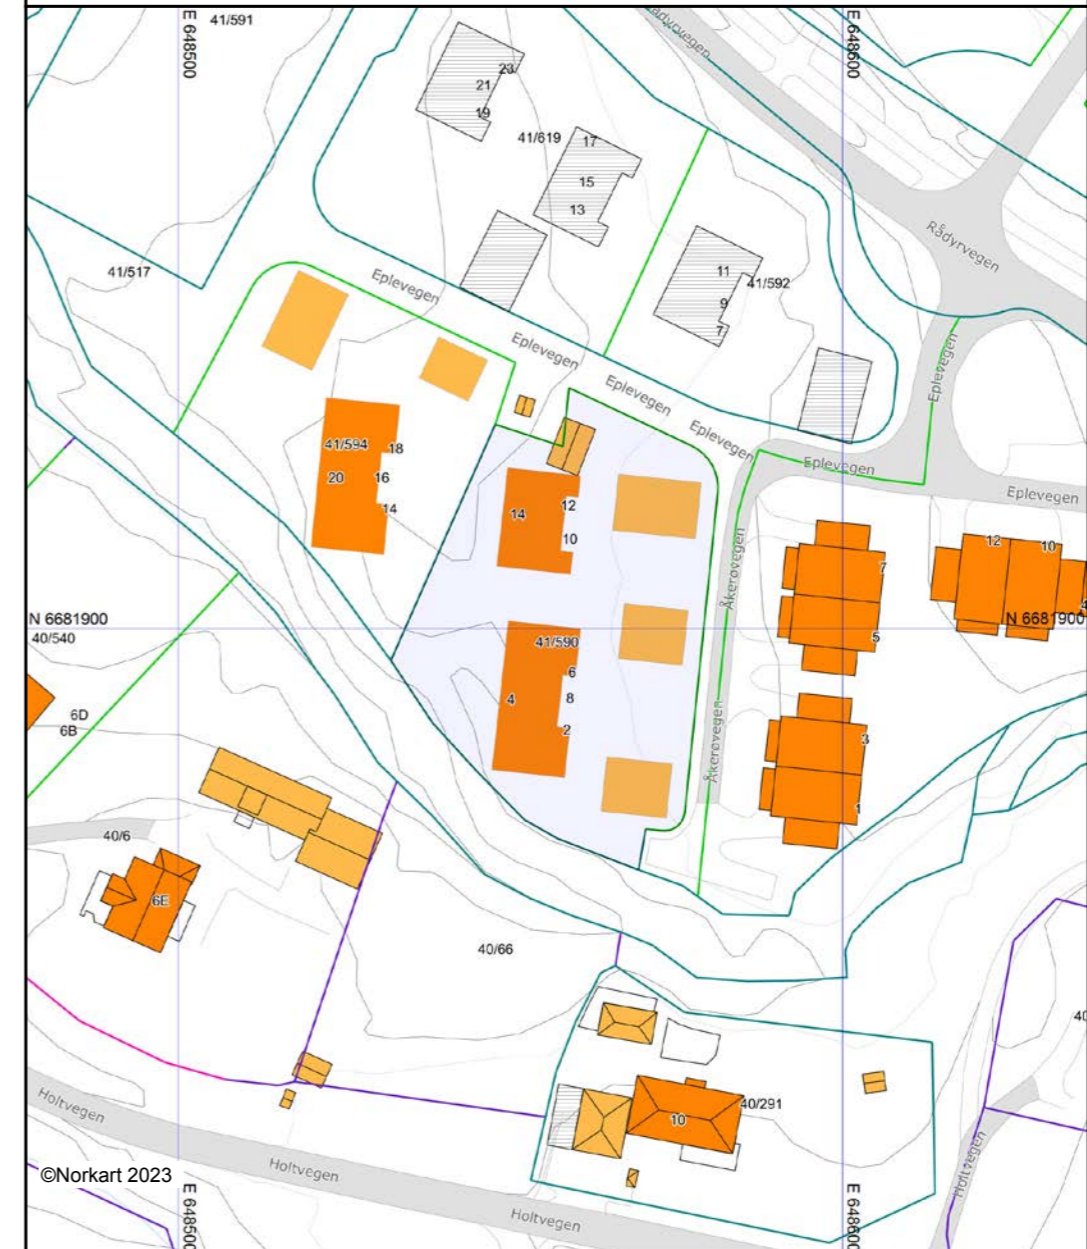 41/591
E 648500
Rådyrvegen
E 648600
23
21
19
41/619
17
15
13
Rådyrvegen
41/517
Eplevegen
11
41/592
9
7
Eplevegen
Eplevegen
Eplevegen
Eplevegen
Eplevegen
Eplevegen
41/594
18
20
16
14
14
12
10
Åkerøvegen
7
5
12
10
N 6681900
40/540
N 6681900
41/590
6
4
8
2
6D
6B
Åkerøvegen
3
1
40/6
6E
40/66
10
40/291
Holtvegen
Holtvegen
Holtvegen
Holtvegen
©Norkart 2023
E 648500
E 648600